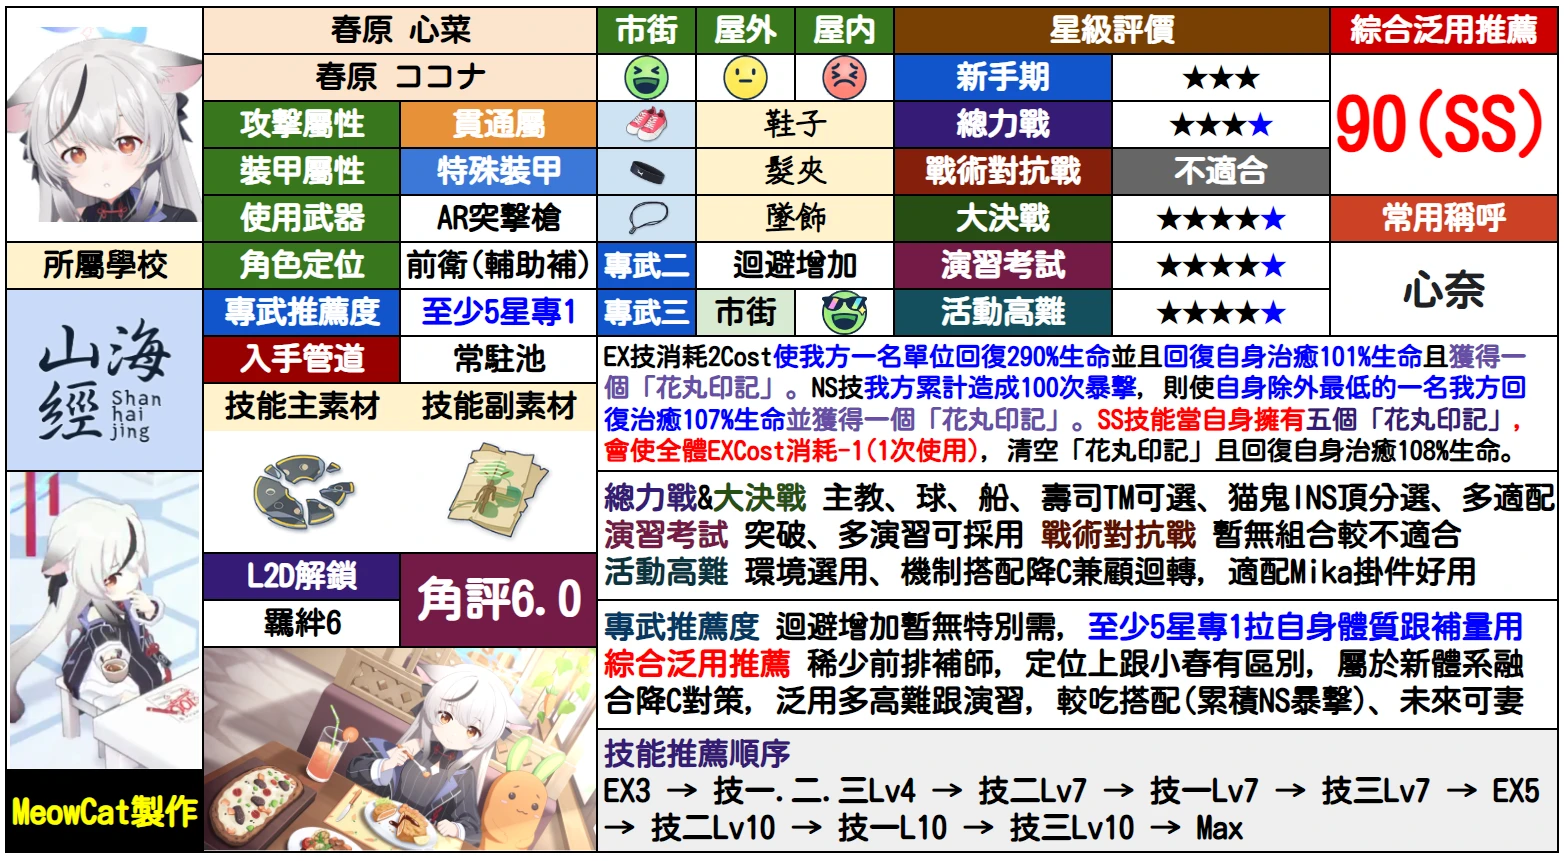 春原 心菜
春原 ココナ
攻擊屬性 貫通屬
裝甲屬性 特殊裝甲
使用武器 AR突擊槍
所屬學校
角色定位 前衛(輔助補)
專武推薦度 至少5星專1
入手管道 常駐池
技能主素材 技能副素材
山海經
Shan
hai
jing
L2D解鎖
羈絆6
角評6.0
MeowCat製作
市街 屋外 屋内
鞋子
髮夾
墜飾
專武二 迴避增加
專武三 市街
星級評價
新手期 ★★★
總力戰 ★★★★
戰術對抗戰 不適合
大決戰 ★★★★★
演習考試 ★★★★★
活動高難 ★★★★★
綜合泛用推薦
90(SS)
常用稱呼
心奈
EX技消耗2Cost使我方一名單位回復290%生命並且回復自身治癒101%生命且獲得一
個「花丸印記」。NS技我方累計造成100次暴擊，則使自身除外最低的一名我方回
復治癒107%生命並獲得一個「花丸印記」。SS技能當自身擁有五個「花丸印記」，
會使全體EXCost消耗-1(1次使用)，清空「花丸印記」且回復自身治癒108%生命。
總力戰&大決戰 主教、球、船、壽司TM可選、猫鬼INS頂分選、多適配
演習考試 突破、多演習可採用 戰術對抗戰 暫無組合較不適合
活動高難 環境選用、機制搭配降C兼顧迴轉，適配Mika掛件好用
專武推薦度 迴避增加暫無特別需，至少5星專1拉自身體質跟補量用
綜合泛用推薦 稀少前排補師，定位上跟小春有區別，屬於新體系融
合降C對策，泛用多高難跟演習，較吃搭配(累積NS暴擊)、未來可妻
技能推薦順序
EX3 → 技一.二.三Lv4 → 技二Lv7 → 技一Lv7 → 技三Lv7 → EX5
→ 技二Lv10 → 技一L10 → 技三Lv10 → Max